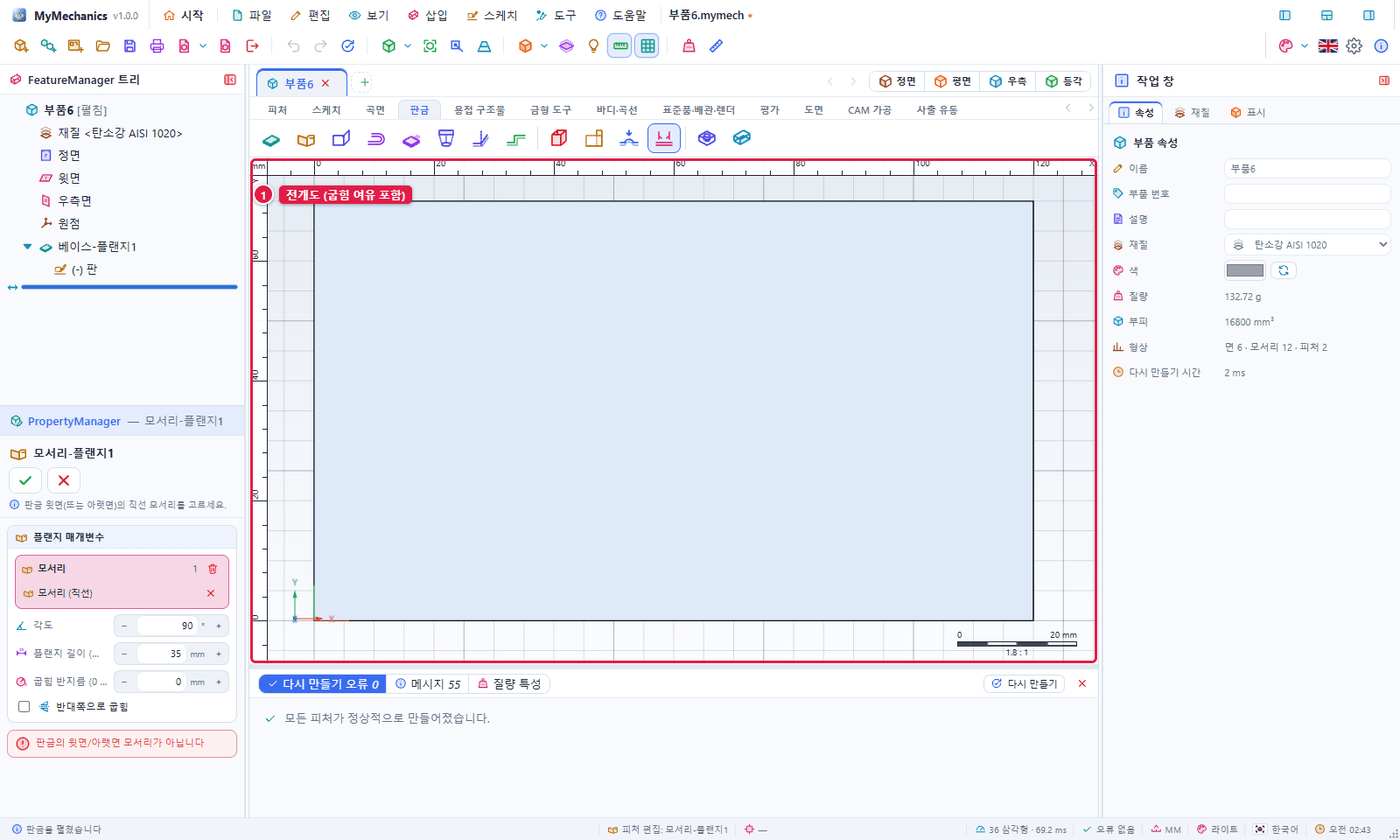 MyMechanics v1.0.0 시작 파일 편집 보기 삽입 스케치 도구 도움말 부품6.mymech •
FeatureManager 트리
부품6 [펼침]
재질 <탄소강 AISI 1020>
정면
윗면
우측면
원점
베이스-플랜지1
(-) 판
PropertyManager — 모서리-플랜지1
모서리-플랜지1
판금 윗면(또는 아랫면)의 직선 모서리를 고르세요.
플랜지 매개변수
모서리 1
모서리 (직선)
각도 − 90 ° +
플랜지 길이 (... − 35 mm +
굽힘 반지름 (0 ... − 0 mm +
반대쪽으로 굽힘
판금의 윗면/아랫면 모서리가 아닙니다
부품6
정면 평면 우측 등각
피처 스케치 곡면 판금 용접 구조물 금형 도구 바디·곡선 표준품·배관·렌더 평가 도면 CAM 가공 사출 유동
mm 0 20 40 60 80 100 120 X
Y
1 전개도 (굽힘 여유 포함)
60
40
20
0
Y
X
0 20 mm
1.8 : 1
다시 만들기 오류 0 메시지 55 질량 특성 다시 만들기
모든 피처가 정상적으로 만들어졌습니다.
작업 창
속성 재질 표시
부품 속성
이름 부품6
부품 번호
설명
재질 탄소강 AISI 1020
색
질량 132.72 g
부피 16800 mm³
형상 면 6 · 모서리 12 · 피처 2
다시 만들기 시간 2 ms
판금을 펼쳤습니다 피처 편집: 모서리-플랜지1 — 36 삼각형 · 69.2 ms 오류 없음 MM 라이트 한국어 오전 02:43